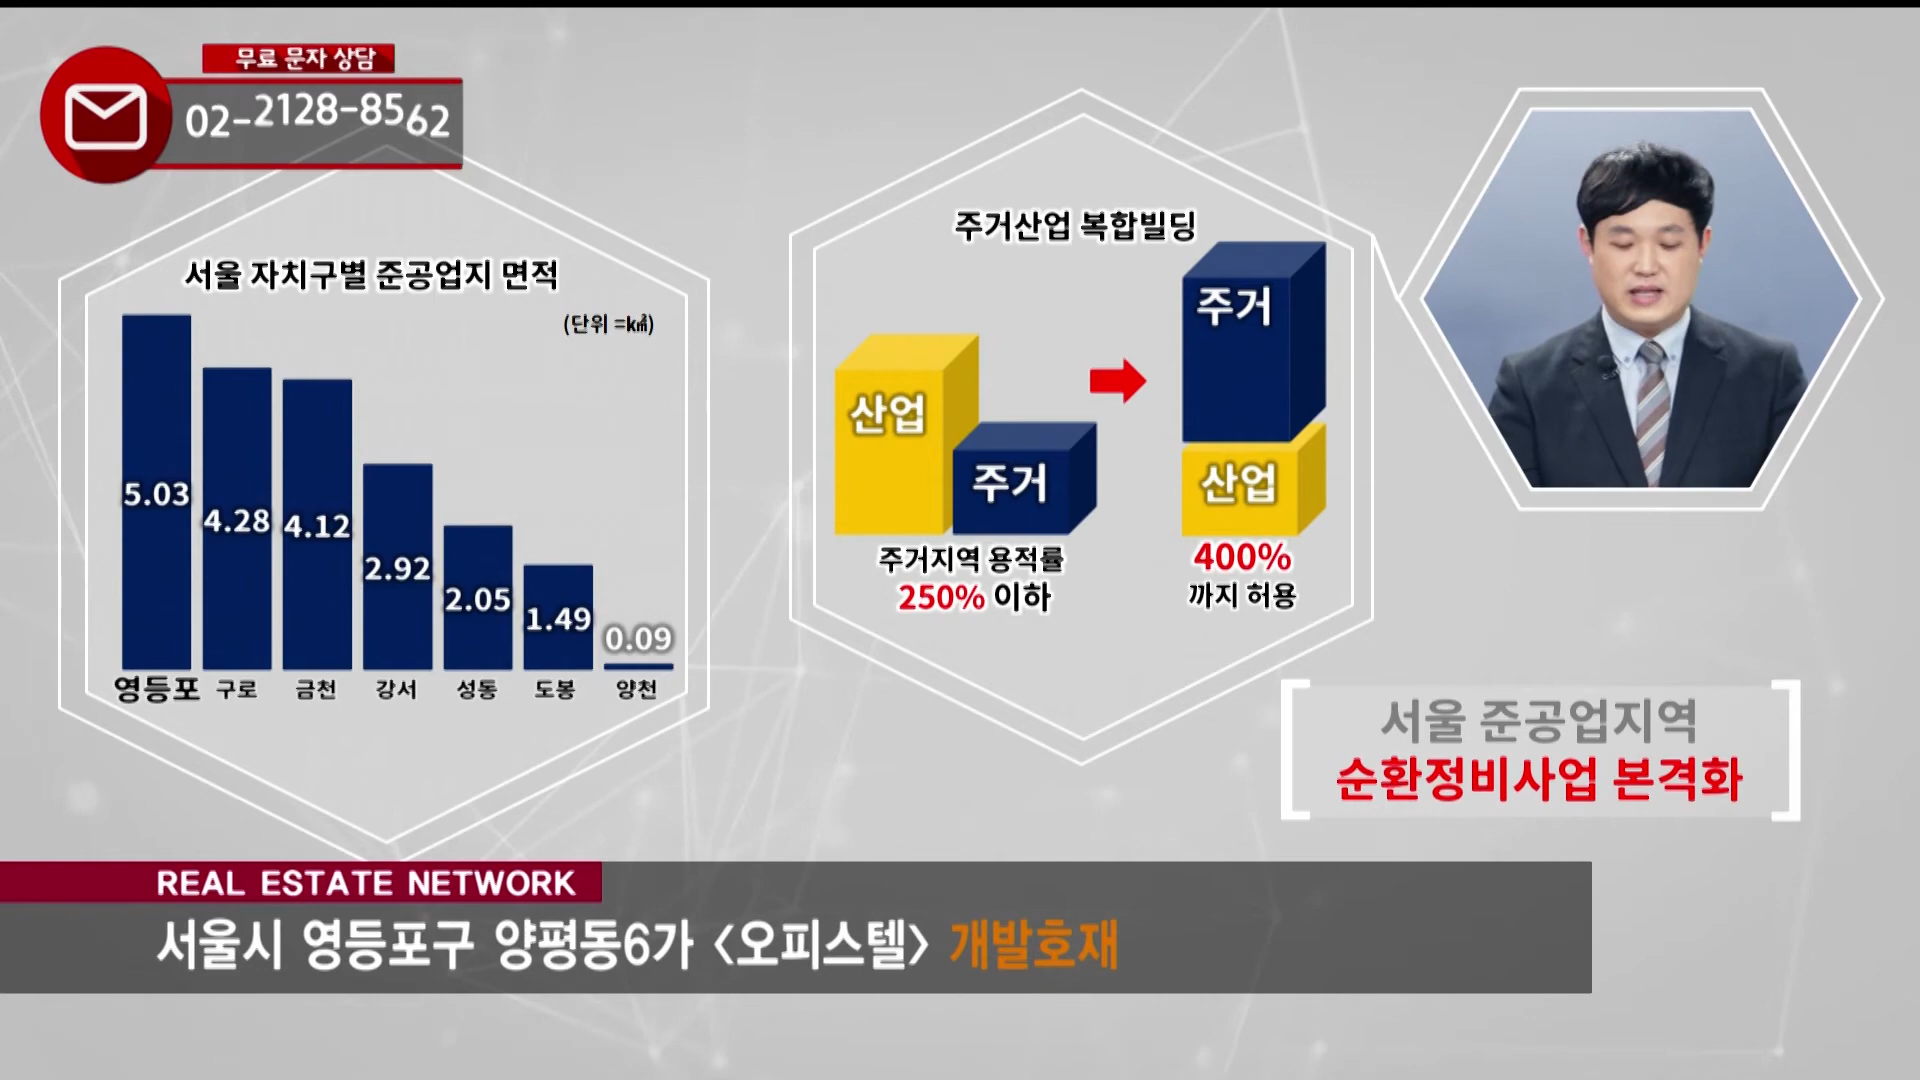 무료 문자 상담
02-2128-8562
서울 자치구별 준공업지 면적
(단위 =㎢)
5.03
4.28
4.12
2.92
2.05
1.49
0.09
영등포 구로 금천 강서 성동 도봉 양천
주거산업 복합빌딩
산업
주거
주거
산업
주거지역 용적률
250% 이하
400%
까지 허용
서울 준공업지역
순환정비사업 본격화
REAL ESTATE NETWORK
서울시 영등포구 양평동6가 <오피스텔> 개발호재